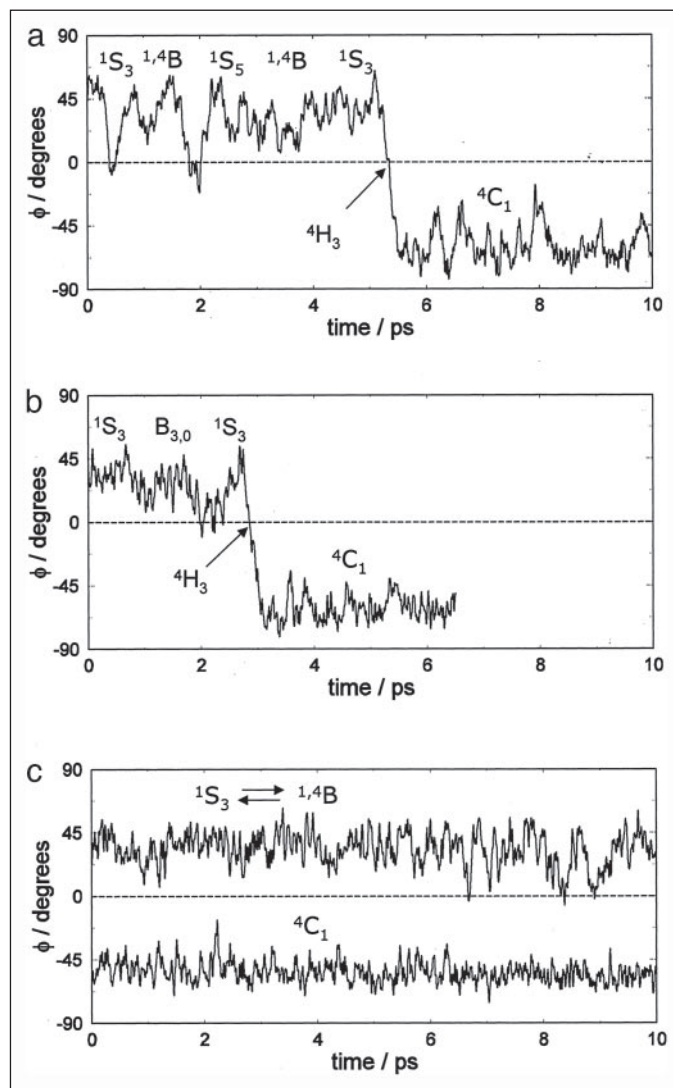 a
90
45
0
-45
-90
ϕ / degrees
¹S₃ ¹,⁴B ¹S₅ ¹,⁴B ¹S₃
⁴H₃
⁴C₁
0 2 4 6 8 10
time / ps
b
90
45
0
-45
-90
ϕ / degrees
¹S₃ B₃,₀ ¹S₃
⁴H₃
⁴C₁
0 2 4 6 8 10
time / ps
c
90
45
0
-45
-90
ϕ / degrees
¹S₃ ⇄ ¹,⁴B
⁴C₁
0 2 4 6 8 10
time / ps